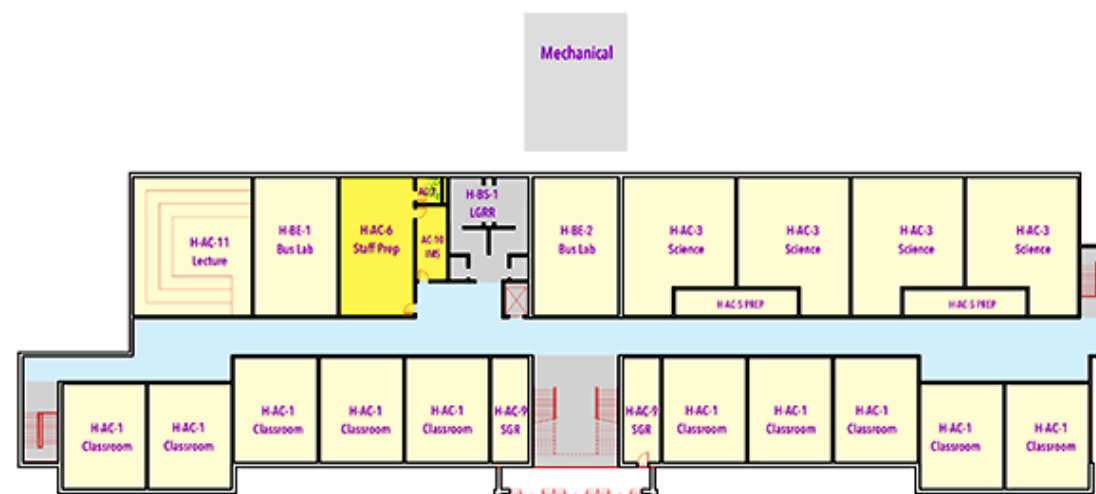 Mechanical
H-AC-11
Lecture
H-BE-1
Bus Lab
H-AC-6
Staff Prep
AC-10
H-BS-1
LGRR
H-BE-2
Bus Lab
H-AC-3
Science
H-AC-3
Science
H-AC-3
Science
H-AC-3
Science
H-AC-5 PREP
H-AC-5 PREP
H-AC-1
Classroom
H-AC-1
Classroom
H-AC-1
Classroom
H-AC-1
Classroom
H-AC-1
Classroom
H-AC-9
SGR
H-AC-9
SGR
H-AC-1
Classroom
H-AC-1
Classroom
H-AC-1
Classroom
H-AC-1
Classroom
H-AC-1
Classroom